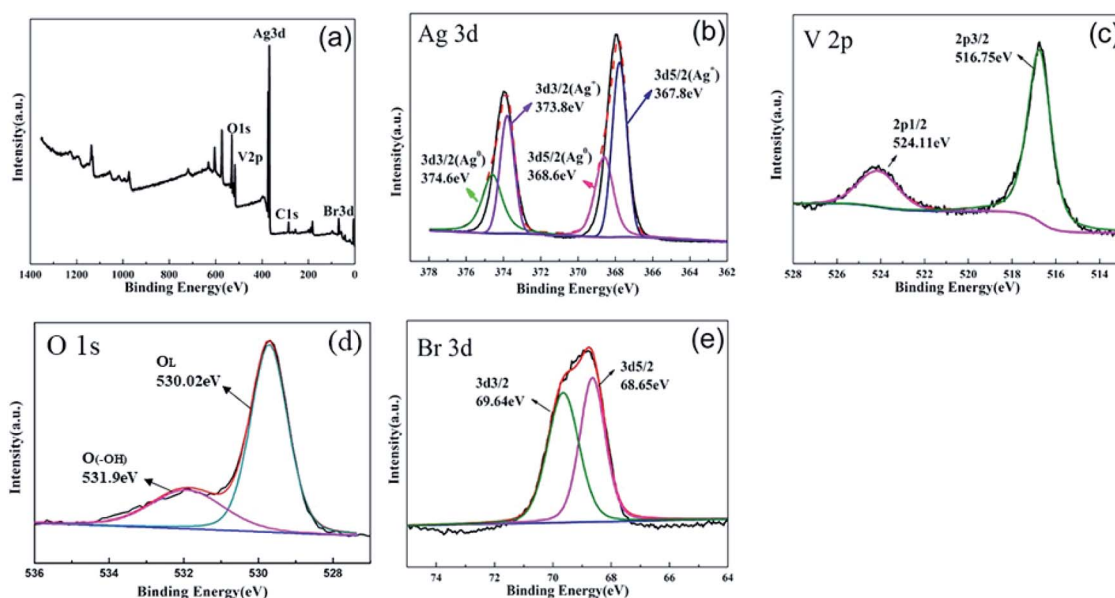 (a)
Ag3d
O1s
V2p
C1s
Br3d
Intensity(a.u.)
1400 1200 1000 800 600 400 200 0
Binding Energy(eV)
Ag 3d
(b)
3d3/2(Ag⁺)
373.8eV
3d5/2(Ag⁺)
367.8eV
3d3/2(Ag⁰)
374.6eV
3d5/2(Ag⁰)
368.6eV
Intensity(a.u.)
378 376 374 372 370 368 366 364 362
Binding Energy(eV)
V 2p
(c)
2p3/2
516.75eV
2p1/2
524.11eV
Intensity(a.u.)
528 526 524 522 520 518 516 514
Binding Energy(eV)
O 1s
(d)
OL
530.02eV
O(-OH)
531.9eV
Intensity(a.u.)
536 534 532 530 528
Binding Energy(eV)
Br 3d
(e)
3d3/2
69.64eV
3d5/2
68.65eV
Intensity(a.u.)
74 72 70 68 66 64
Binding Energy(eV)